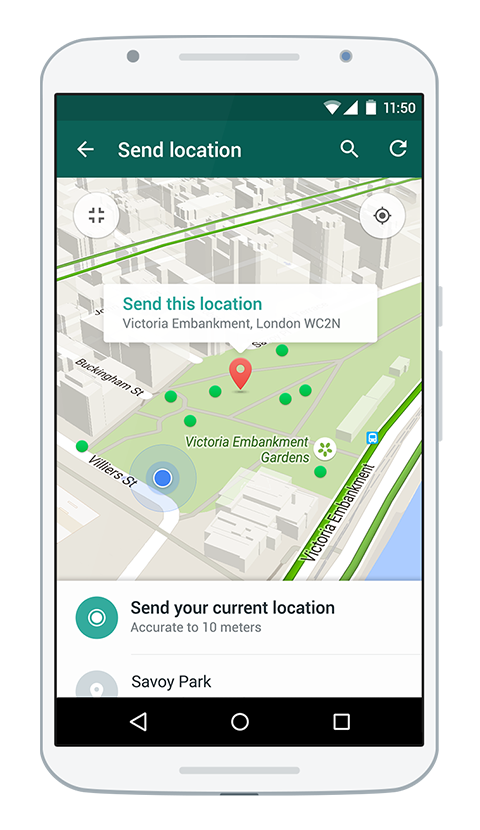 11:50
Send location
Send this location
Victoria Embankment, London WC2N
Buckingham St
Victoria Embankment
Gardens
Villiers St
Victoria Embankment
Send your current location
Accurate to 10 meters
Savoy Park